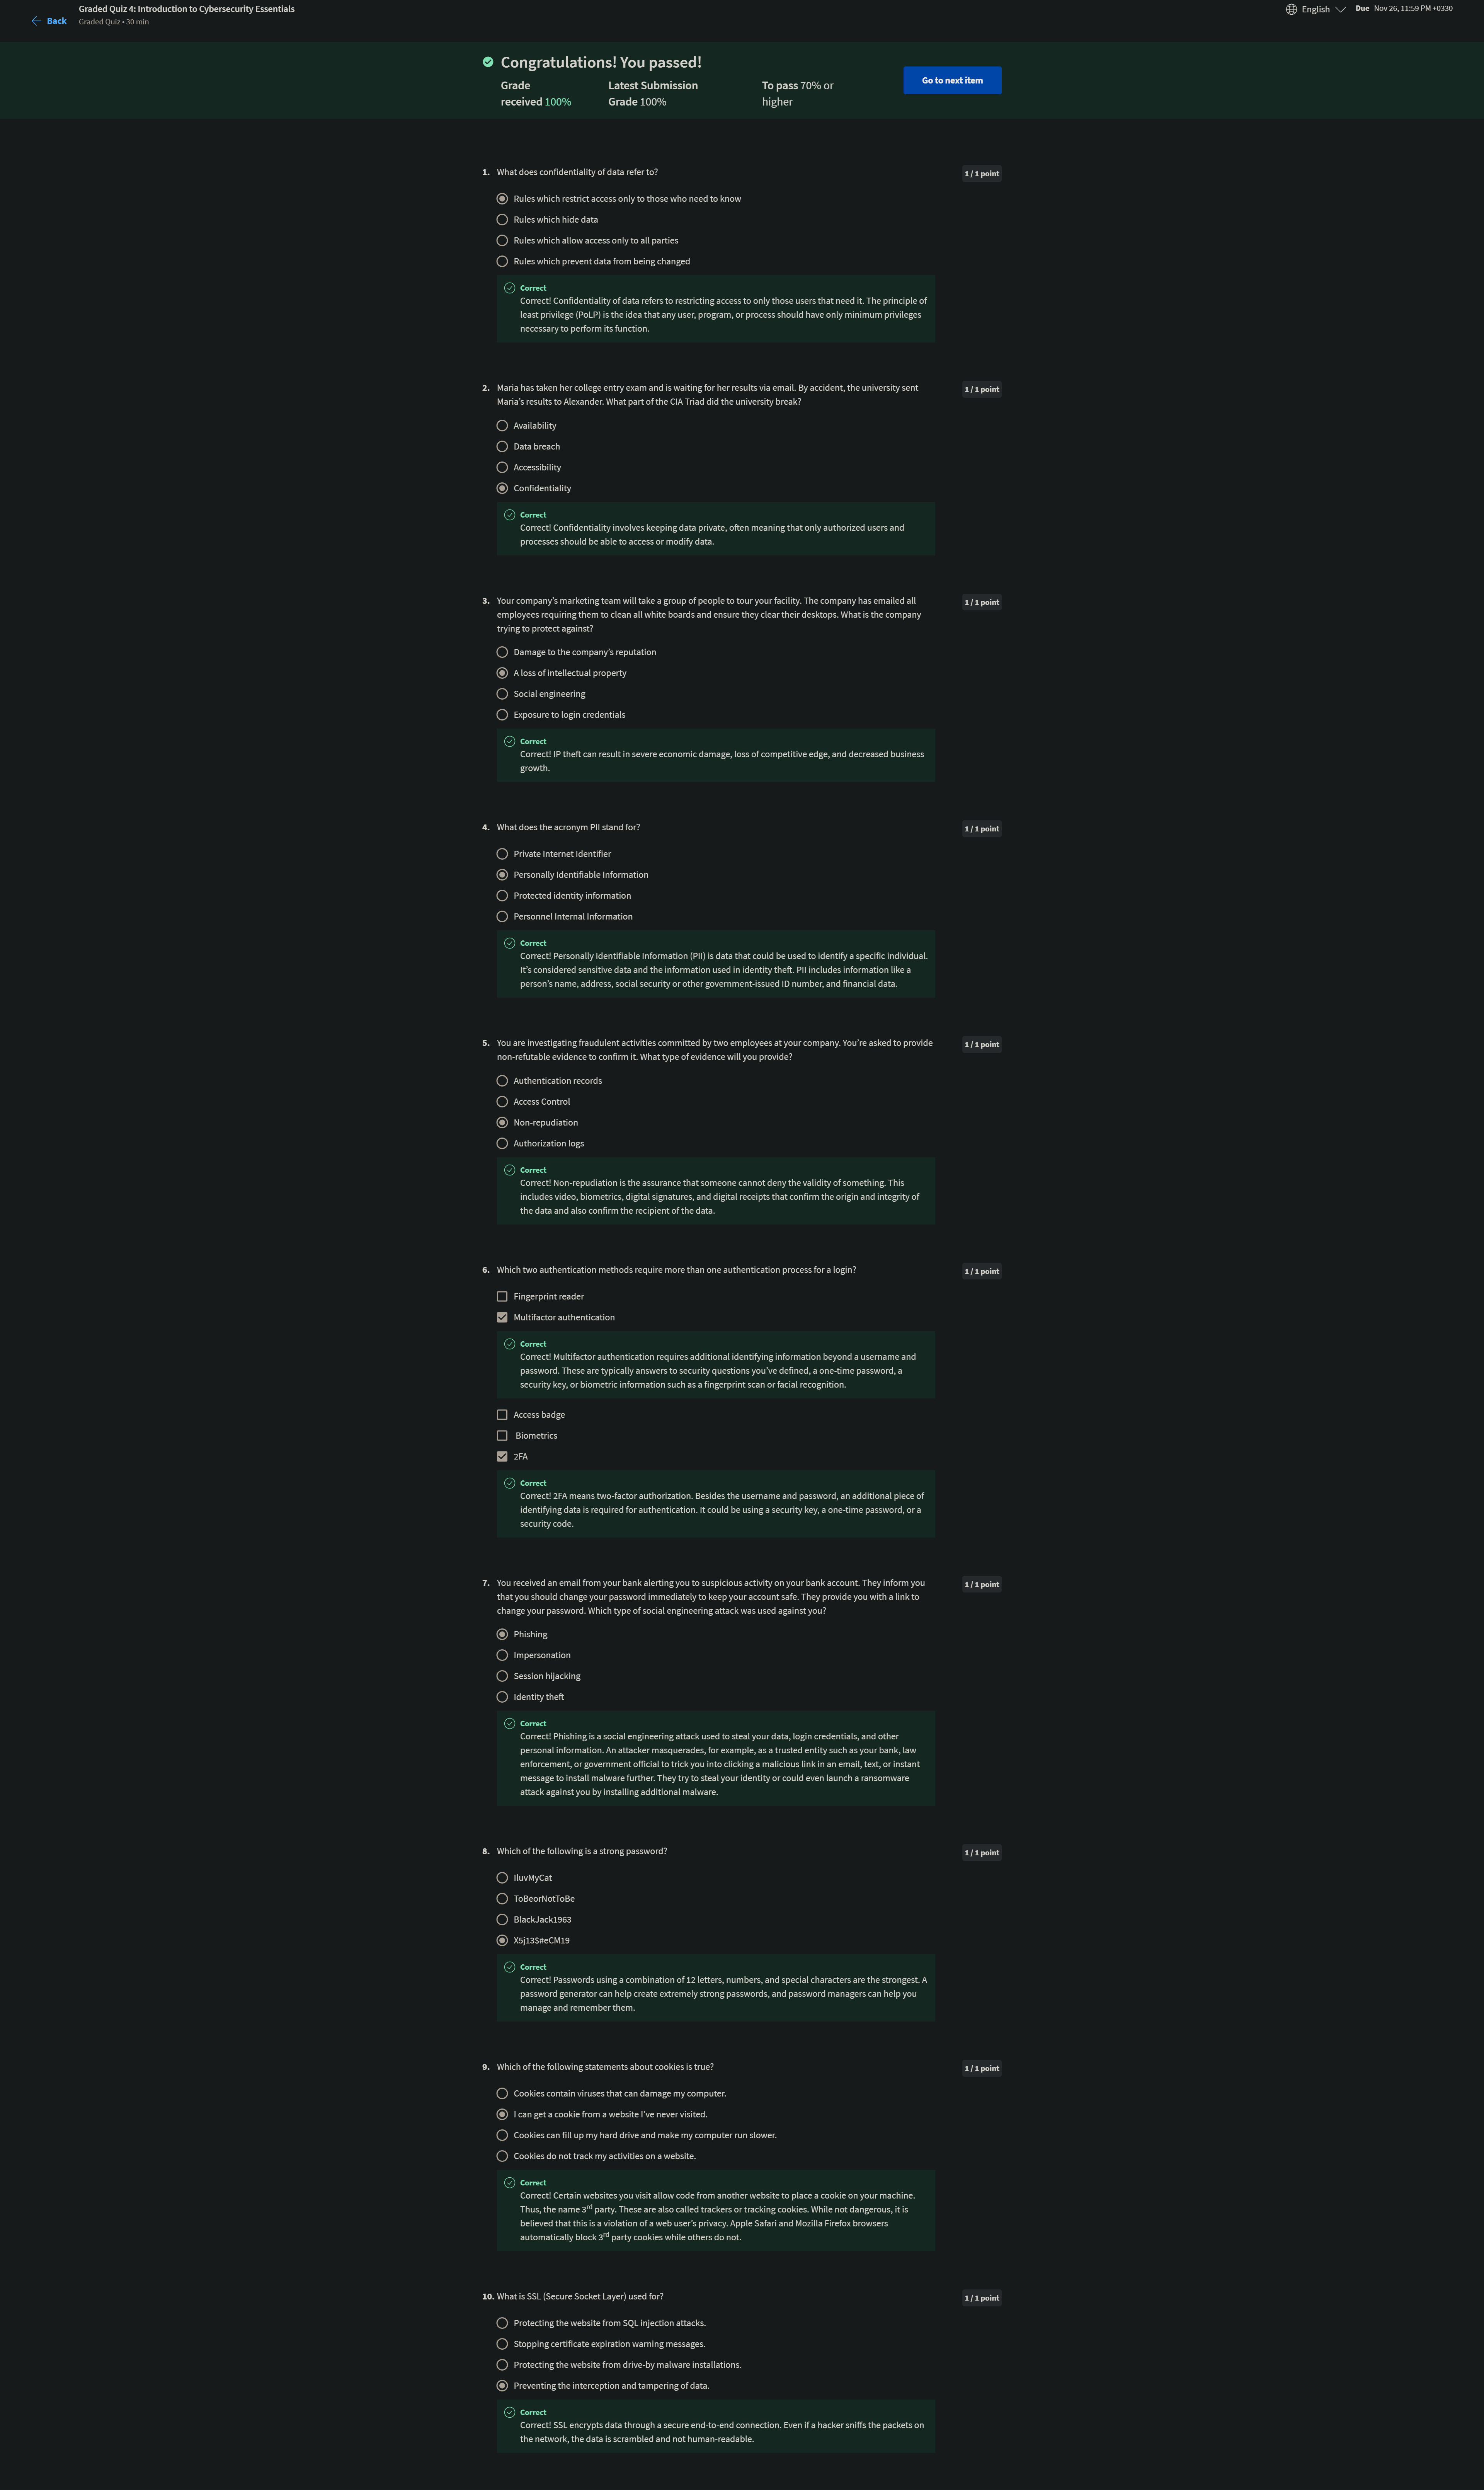 Back
Graded Quiz 4: Introduction to Cybersecurity Essentials
Graded Quiz • 30 min
English
Due Nov 26, 11:59 PM +0330
Congratulations! You passed!
Grade
received 100%
Latest Submission
Grade 100%
To pass 70% or
higher
Go to next item
1. What does confidentiality of data refer to?
1 / 1 point
Rules which restrict access only to those who need to know
Rules which hide data
Rules which allow access only to all parties
Rules which prevent data from being changed
Correct
Correct! Confidentiality of data refers to restricting access to only those users that need it. The principle of
least privilege (PoLP) is the idea that any user, program, or process should have only minimum privileges
necessary to perform its function.
2. Maria has taken her college entry exam and is waiting for her results via email. By accident, the university sent
Maria’s results to Alexander. What part of the CIA Triad did the university break?
1 / 1 point
Availability
Data breach
Accessibility
Confidentiality
Correct
Correct! Confidentiality involves keeping data private, often meaning that only authorized users and
processes should be able to access or modify data.
3. Your company’s marketing team will take a group of people to tour your facility. The company has emailed all
employees requiring them to clean all white boards and ensure they clear their desktops. What is the company
trying to protect against?
1 / 1 point
Damage to the company’s reputation
A loss of intellectual property
Social engineering
Exposure to login credentials
Correct
Correct! IP theft can result in severe economic damage, loss of competitive edge, and decreased business
growth.
4. What does the acronym PII stand for?
1 / 1 point
Private Internet Identifier
Personally Identifiable Information
Protected identity information
Personnel Internal Information
Correct
Correct! Personally Identifiable Information (PII) is data that could be used to identify a specific individual.
It’s considered sensitive data and the information used in identity theft. PII includes information like a
person’s name, address, social security or other government-issued ID number, and financial data.
5. You are investigating fraudulent activities committed by two employees at your company. You’re asked to provide
non-refutable evidence to confirm it. What type of evidence will you provide?
1 / 1 point
Authentication records
Access Control
Non-repudiation
Authorization logs
Correct
Correct! Non-repudiation is the assurance that someone cannot deny the validity of something. This
includes video, biometrics, digital signatures, and digital receipts that confirm the origin and integrity of
the data and also confirm the recipient of the data.
6. Which two authentication methods require more than one authentication process for a login?
1 / 1 point
Fingerprint reader
Multifactor authentication
Correct
Correct! Multifactor authentication requires additional identifying information beyond a username and
password. These are typically answers to security questions you’ve defined, a one-time password, a
security key, or biometric information such as a fingerprint scan or facial recognition.
Access badge
Biometrics
2FA
Correct
Correct! 2FA means two-factor authorization. Besides the username and password, an additional piece of
identifying data is required for authentication. It could be using a security key, a one-time password, or a
security code.
7. You received an email from your bank alerting you to suspicious activity on your bank account. They inform you
that you should change your password immediately to keep your account safe. They provide you with a link to
change your password. Which type of social engineering attack was used against you?
1 / 1 point
Phishing
Impersonation
Session hijacking
Identity theft
Correct
Correct! Phishing is a social engineering attack used to steal your data, login credentials, and other
personal information. An attacker masquerades, for example, as a trusted entity such as your bank, law
enforcement, or government official to trick you into clicking a malicious link in an email, text, or instant
message to install malware further. They try to steal your identity or could even launch a ransomware
attack against you by installing additional malware.
8. Which of the following is a strong password?
1 / 1 point
IluvMyCat
ToBeorNotToBe
BlackJack1963
X5j13$#eCM19
Correct
Correct! Passwords using a combination of 12 letters, numbers, and special characters are the strongest. A
password generator can help create extremely strong passwords, and password managers can help you
manage and remember them.
9. Which of the following statements about cookies is true?
1 / 1 point
Cookies contain viruses that can damage my computer.
I can get a cookie from a website I’ve never visited.
Cookies can fill up my hard drive and make my computer run slower.
Cookies do not track my activities on a website.
Correct
Correct! Certain websites you visit allow code from another website to place a cookie on your machine.
Thus, the name 3rd party. These are also called trackers or tracking cookies. While not dangerous, it is
believed that this is a violation of a web user’s privacy. Apple Safari and Mozilla Firefox browsers
automatically block 3rd party cookies while others do not.
10. What is SSL (Secure Socket Layer) used for?
1 / 1 point
Protecting the website from SQL injection attacks.
Stopping certificate expiration warning messages.
Protecting the website from drive-by malware installations.
Preventing the interception and tampering of data.
Correct
Correct! SSL encrypts data through a secure end-to-end connection. Even if a hacker sniffs the packets on
the network, the data is scrambled and not human-readable.